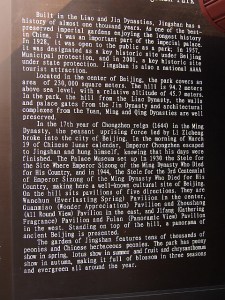 Built in the Liao and Jin Dynasties, Jingshan has a
history of almost one thousand years. As one of the best-
preserved imperial gardens enjoying the longest history
in China, it was an important part of the imperial palace.
In 1928, it was open to the public as a park; in 1957,
it was designated as a key historic site under Beijing
Municipal protection, and in 2001, a key historic site
under state protection. Jingshan is also a national AAAA
tourist attraction.
Located in the center of Beijing, the park covers an
area of 230,000 square meters. The hill is 94.2 meters
above sea level, with a relative altitude of 45.7 meters.
In the park, the hill from the Liao Dynasty, the walls
and palace gates from the Jin Dynasty and architectural
complexes from the Yuan, Ming and Qing Dynasties are well
preserved.
In the 17th year of Chongzhen reign (1644) in the Ming
Dynasty, the peasant uprising force led by Li Zicheng
broke into the city of Beijing. In the morning of March
19 of Chinese lunar calendar, Emperor Chongzhen escaped
to Jingshan and hung himself, knowing that his days were
finished. The Palace Museum set up in 1930 the Stele for
the Site Where Emperor Sizong of the Ming Dynasty Who Died
for His Country, and in 1944, the Stele for the 3rd Centennial
of Emperor Sizong of the Ming Dynasty Who Died for His
Country, making here a well-known cultural site of Beijing.
On the hill sits pavilions of five directions. They are
Wanchun (Everlasting Spring) Pavilion in the center,
Guanmiao (Wonder Appreciation) Pavilion and Zhoushang
(All Round View) Pavilion in the east, and Jifang (Gathering
Fragrance) Pavilion and Fulan (Panoramic View) Pavilion
in the west. Standing on top of the hill, a panorama of
ancient Beijing is presented.
The garden of Jingshan features tens of thousands of
peonies and Chinese herbaceous peonies. The park has peony
show in spring, lotus show in summer and fruit and chrysanthemum
show in autumn, making it full of blossom in three seasons
and evergreen all around the year.